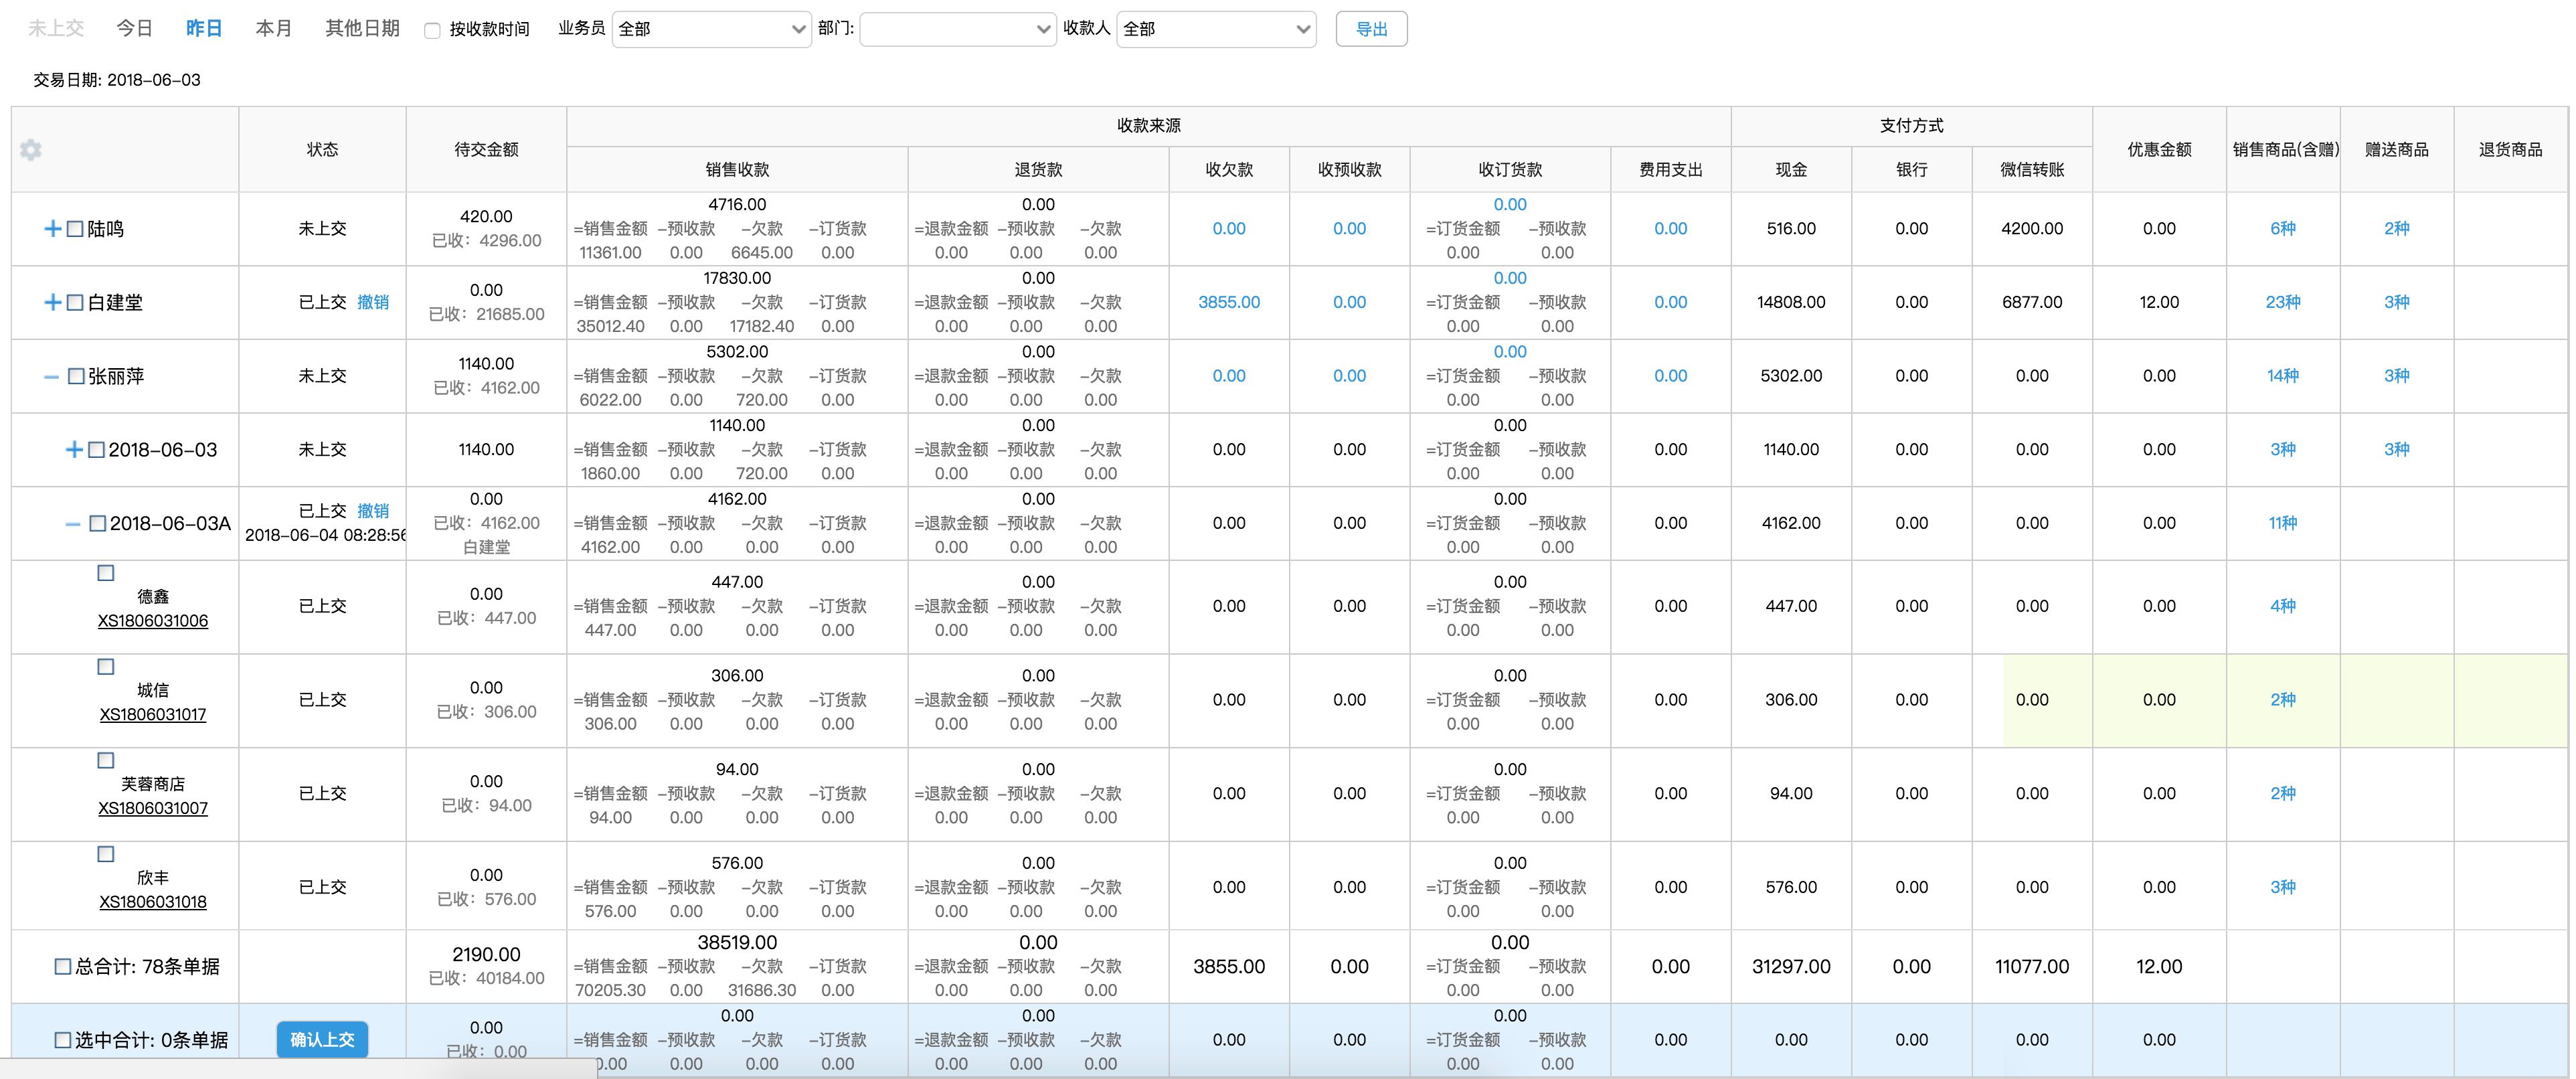 未上交 今日 昨日 本月 其他日期 按收款时间 业务员 全部 部门: 收款人 全部 导出
交易日期: 2018-06-03
状态 待交金额 收款来源 支付方式 优惠金额 销售商品(含赠) 赠送商品 退货商品
销售收款 退货款 收欠款 收预收款 收订货款 费用支出 现金 银行 微信转账
陆鸣 未上交 420.00 已收: 4296.00
4716.00 0.00 0.00
=销售金额 -预收款 -欠款 -订货款 =退款金额 -预收款 -欠款 0.00 0.00 =订货金额 -预收款 0.00 516.00 0.00 4200.00 0.00 6种 2种
11361.00 0.00 6645.00 0.00 0.00 0.00 0.00 0.00 0.00
白建堂 已上交 撤销 0.00 已收: 21685.00
17830.00 0.00 0.00
=销售金额 -预收款 -欠款 -订货款 =退款金额 -预收款 -欠款 3855.00 0.00 =订货金额 -预收款 0.00 14808.00 0.00 6877.00 12.00 23种 3种
35012.40 0.00 17182.40 0.00 0.00 0.00 0.00 0.00 0.00
张丽萍 未上交 1140.00 已收: 4162.00
5302.00 0.00 0.00
=销售金额 -预收款 -欠款 -订货款 =退款金额 -预收款 -欠款 0.00 0.00 =订货金额 -预收款 0.00 5302.00 0.00 0.00 0.00 14种 3种
6022.00 0.00 720.00 0.00 0.00 0.00 0.00 0.00 0.00
2018-06-03 未上交 1140.00
1140.00 0.00 0.00
=销售金额 -预收款 -欠款 -订货款 =退款金额 -预收款 -欠款 0.00 0.00 =订货金额 -预收款 0.00 1140.00 0.00 0.00 0.00 3种 3种
1860.00 0.00 720.00 0.00 0.00 0.00 0.00 0.00 0.00
2018-06-03A 已上交 撤销 2018-06-04 08:28:56 0.00 已收: 4162.00 白建堂
4162.00 0.00 0.00
=销售金额 -预收款 -欠款 -订货款 =退款金额 -预收款 -欠款 0.00 0.00 =订货金额 -预收款 0.00 4162.00 0.00 0.00 0.00 11种
4162.00 0.00 0.00 0.00 0.00 0.00 0.00 0.00 0.00
德鑫 XS1806031006 已上交 0.00 已收: 447.00
447.00 0.00 0.00
=销售金额 -预收款 -欠款 -订货款 =退款金额 -预收款 -欠款 0.00 0.00 =订货金额 -预收款 0.00 447.00 0.00 0.00 0.00 4种
447.00 0.00 0.00 0.00 0.00 0.00 0.00 0.00 0.00
城信 XS1806031017 已上交 0.00 已收: 306.00
306.00 0.00 0.00
=销售金额 -预收款 -欠款 -订货款 =退款金额 -预收款 -欠款 0.00 0.00 =订货金额 -预收款 0.00 306.00 0.00 0.00 0.00 2种
306.00 0.00 0.00 0.00 0.00 0.00 0.00 0.00 0.00
芙蓉商店 XS1806031007 已上交 0.00 已收: 94.00
94.00 0.00 0.00
=销售金额 -预收款 -欠款 -订货款 =退款金额 -预收款 -欠款 0.00 0.00 =订货金额 -预收款 0.00 94.00 0.00 0.00 0.00 2种
94.00 0.00 0.00 0.00 0.00 0.00 0.00 0.00 0.00
欣丰 XS1806031018 已上交 0.00 已收: 576.00
576.00 0.00 0.00
=销售金额 -预收款 -欠款 -订货款 =退款金额 -预收款 -欠款 0.00 0.00 =订货金额 -预收款 0.00 576.00 0.00 0.00 0.00 3种
576.00 0.00 0.00 0.00 0.00 0.00 0.00 0.00 0.00
总合计: 78条单据 2190.00 已收: 40184.00
38519.00 0.00 0.00
=销售金额 -预收款 -欠款 -订货款 =退款金额 -预收款 -欠款 3855.00 0.00 =订货金额 -预收款 0.00 31297.00 0.00 11077.00 12.00
70205.30 0.00 31686.30 0.00 0.00 0.00 0.00 0.00 0.00
选中合计: 0条单据 确认上交 0.00 已收: 0.00
0.00 0.00 0.00
=销售金额 -预收款 -欠款 -订货款 =退款金额 -预收款 -欠款 0.00 0.00 =订货金额 -预收款 0.00 0.00 0.00 0.00 0.00
0.00 0.00 0.00 0.00 0.00 0.00 0.00 0.00 0.00